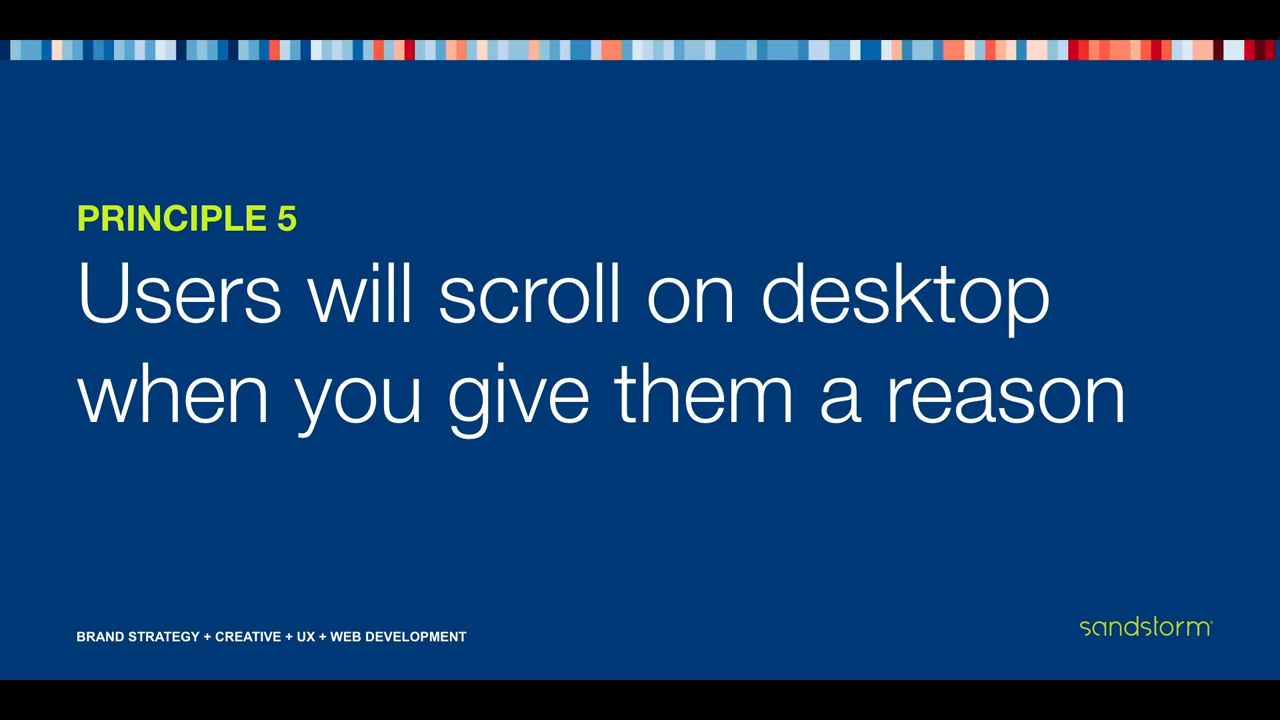 PRINCIPLE 5
Users will scroll on desktop
when you give them a reason
BRAND STRATEGY + CREATIVE + UX + WEB DEVELOPMENT
sandstorm®